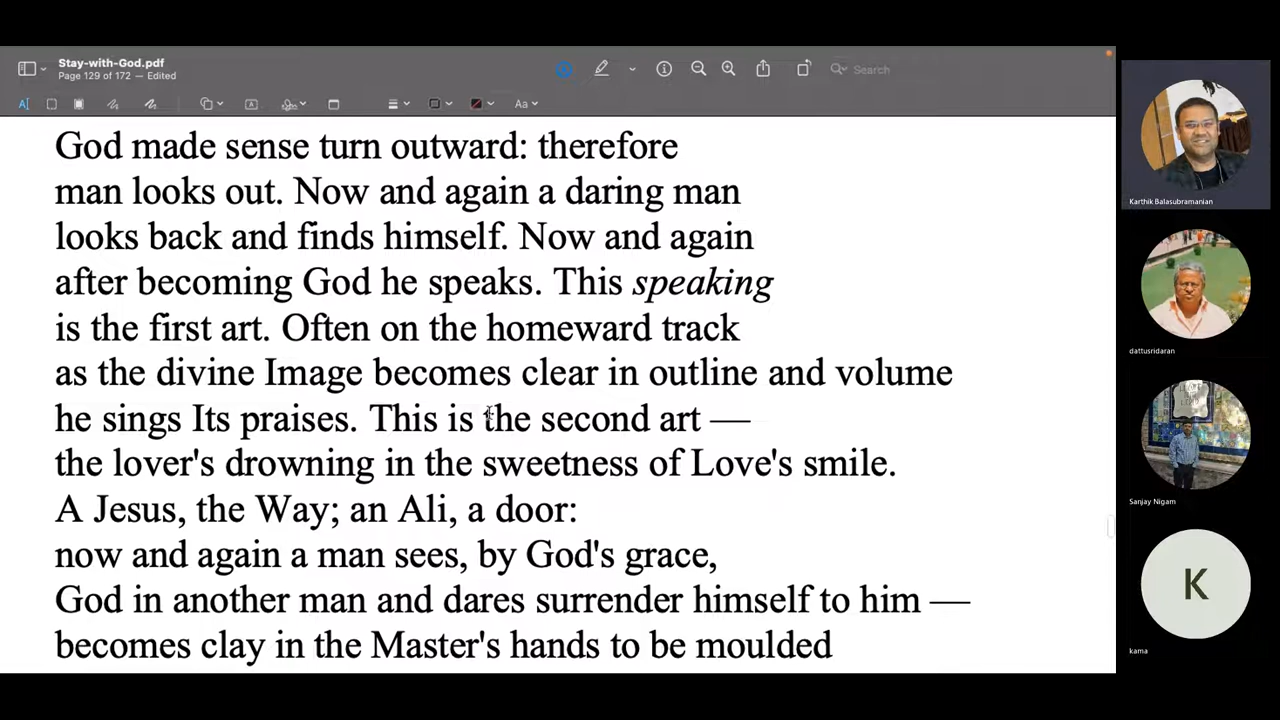 Stay-with-God.pdf
Page 129 of 172 — Edited
Search
God made sense turn outward: therefore
man looks out. Now and again a daring man
looks back and finds himself. Now and again
after becoming God he speaks. This speaking
is the first art. Often on the homeward track
as the divine Image becomes clear in outline and volume
he sings Its praises. This is the second art —
the lover's drowning in the sweetness of Love's smile.
A Jesus, the Way; an Ali, a door:
now and again a man sees, by God's grace,
God in another man and dares surrender himself to him —
becomes clay in the Master's hands to be moulded
Karthik Balasubramanian
dattusridaran
Sanjay Nigam
K
kama